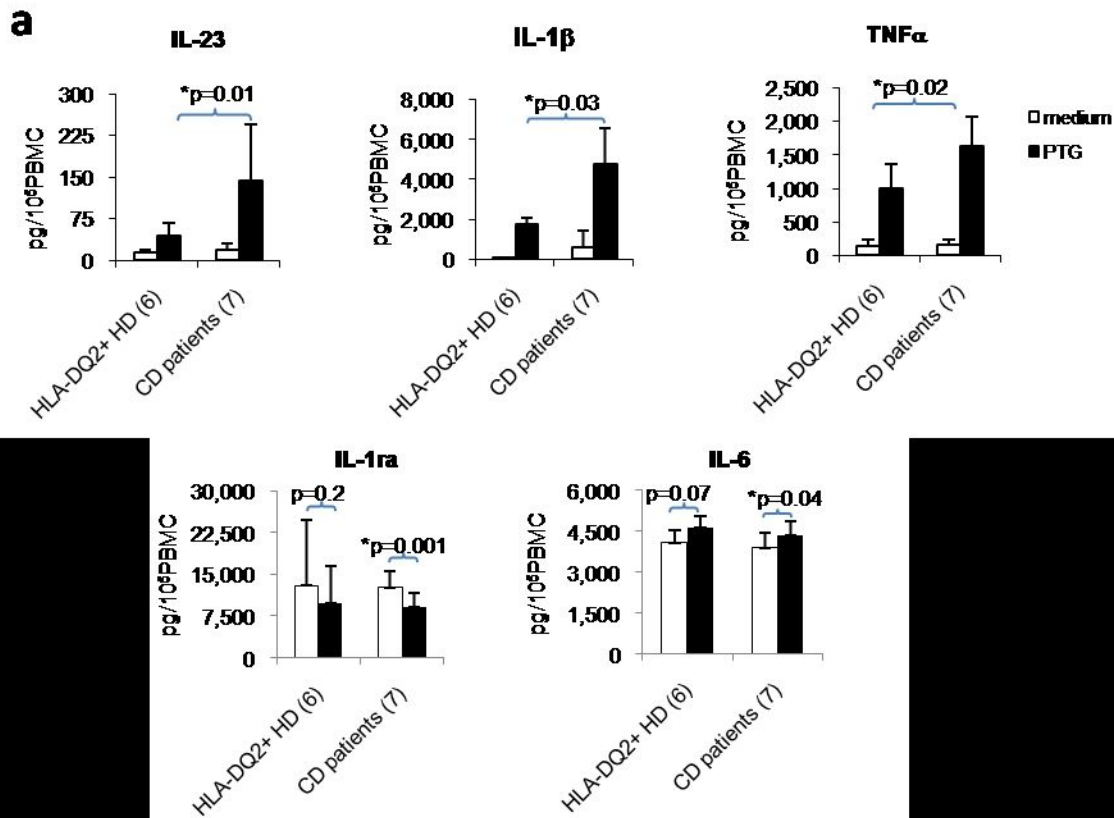 a
IL-23
IL-1β
TNFα
300
225
150
75
0
pg/10⁶PBMC
*p=0.01
HLA-DQ2+ HD (6)
CD patients (7)
8,000
6,000
4,000
2,000
0
pg/10⁶PBMC
*p=0.03
HLA-DQ2+ HD (6)
CD patients (7)
2,500
2,000
1,500
1,000
500
0
pg/10⁶PBMC
*p=0.02
HLA-DQ2+ HD (6)
CD patients (7)
medium
PTG
IL-1ra
30,000
22,500
15,000
7,500
0
pg/10⁶PBMC
p=0.2
*p=0.001
HLA-DQ2+ HD (6)
CD patients (7)
IL-6
6,000
4,500
3,000
1,500
0
pg/10⁶PBMC
p=0.07
*p=0.04
HLA-DQ2+ HD (6)
CD patients (7)